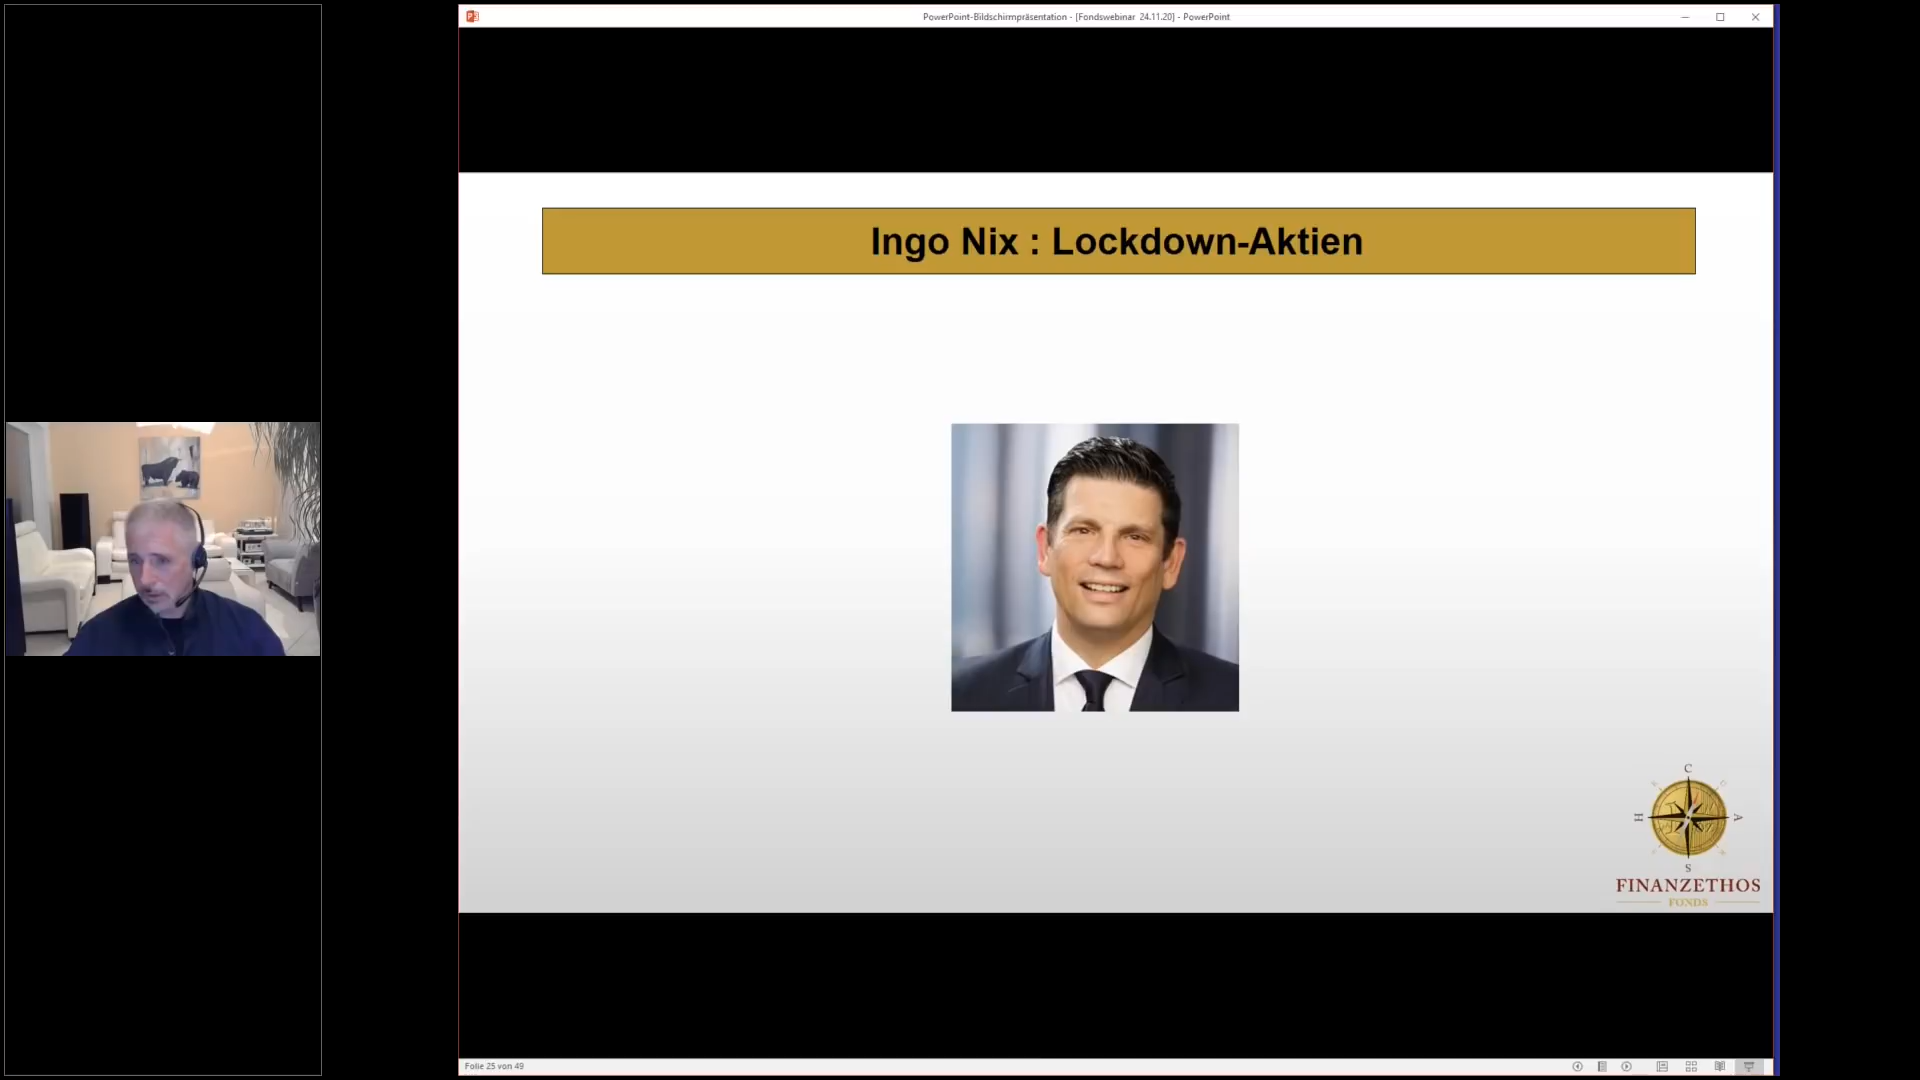 PowerPoint-Bildschirmpräsentation - [Fondswebinar 24.11.20] - PowerPoint
Ingo Nix : Lockdown-Aktien
C
H
A
S
FINANZETHOS
FONDS
Folie 25 von 49